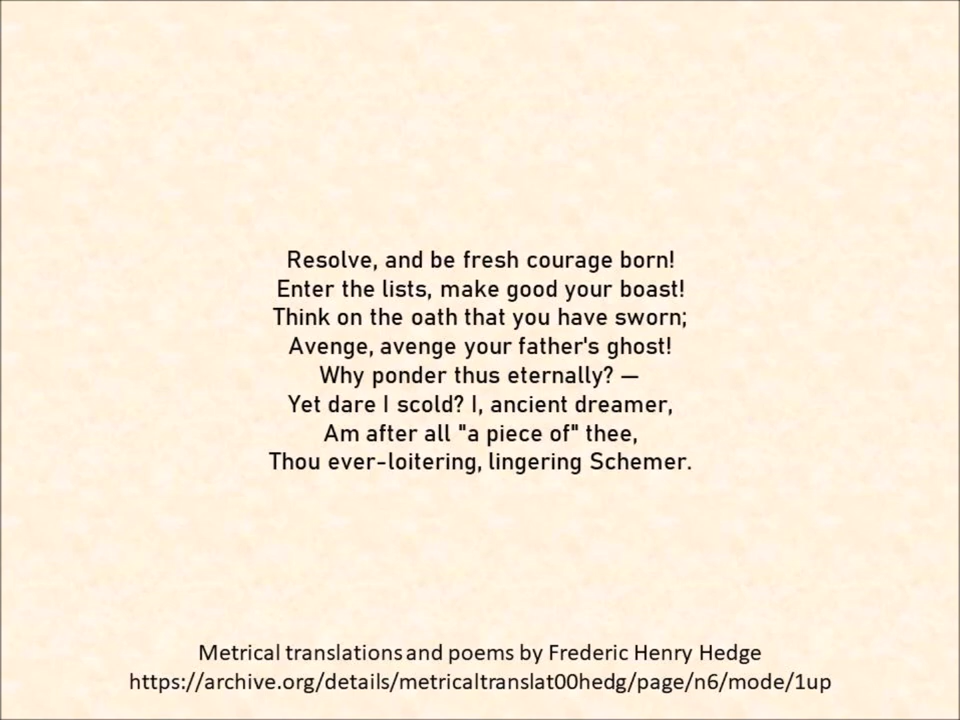 Resolve, and be fresh courage born!
Enter the lists, make good your boast!
Think on the oath that you have sworn;
Avenge, avenge your father's ghost!
Why ponder thus eternally? —
Yet dare I scold? I, ancient dreamer,
Am after all "a piece of" thee,
Thou ever-loitering, lingering Schemer.
Metrical translations and poems by Frederic Henry Hedge
https://archive.org/details/metricaltranslat00hedg/page/n6/mode/1up